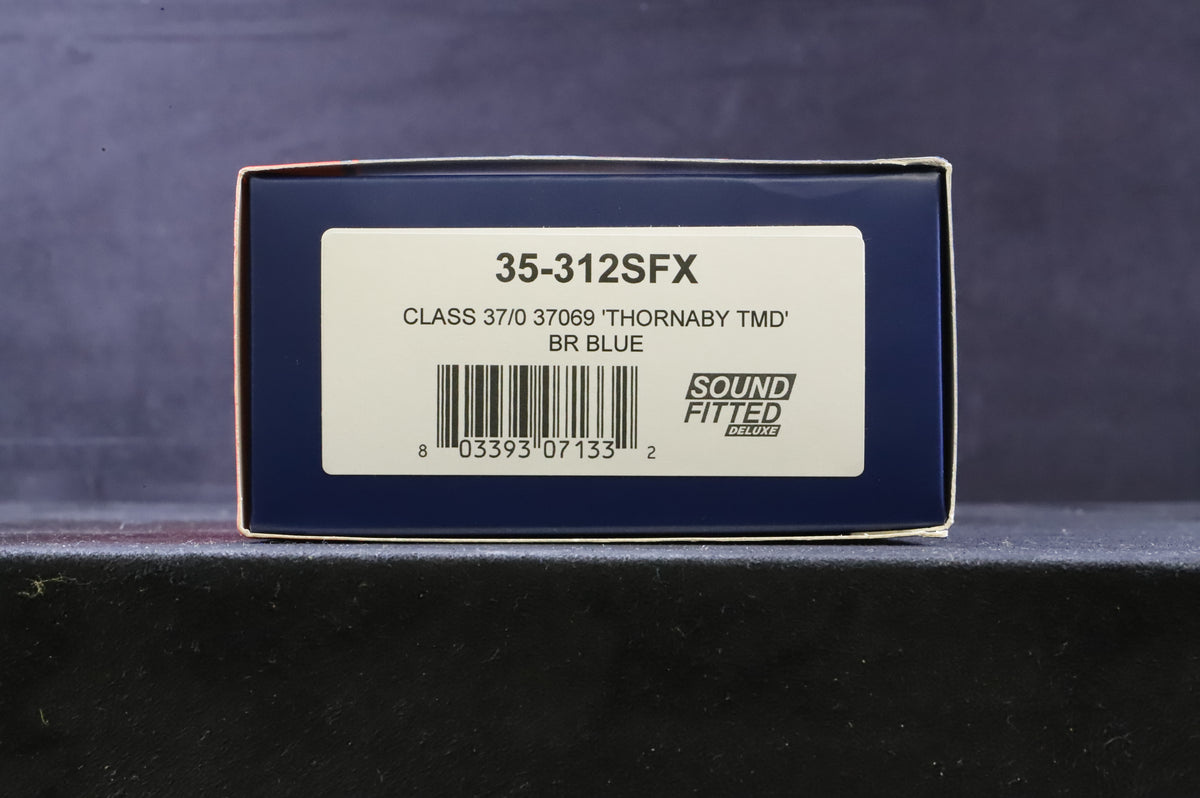 35-312SFX
CLASS 37/0 37069 'THORNABY TMD'
BR BLUE
SOUND
FITTED
DELUXE
8 03393 07133 2